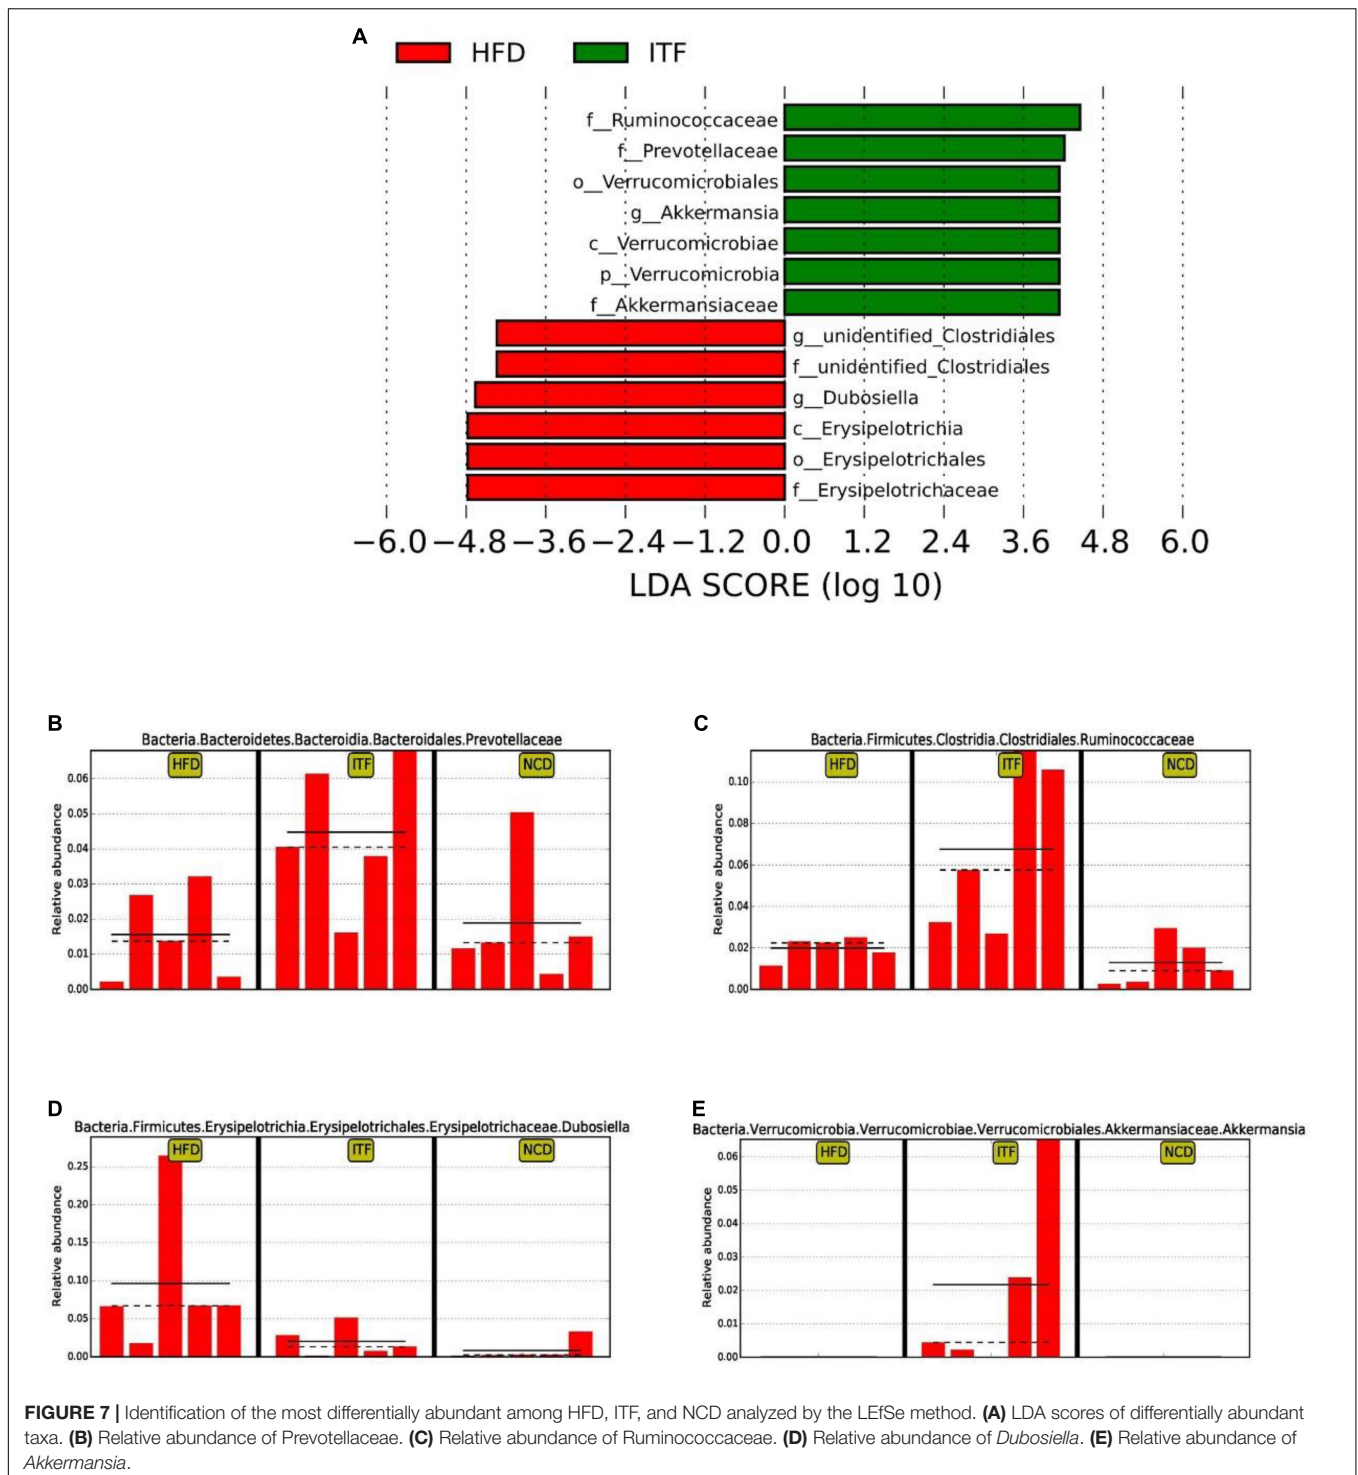 A
HFD ITF
f__Ruminococcaceae
f__Prevotellaceae
o__Verrucomicrobiales
g__Akkermansia
c__Verrucomicrobiae
p__Verrucomicrobia
f__Akkermansiaceae
g__unidentified_Clostridiales
f__unidentified_Clostridiales
g__Dubosiella
c__Erysipelotrichia
o__Erysipelotrichales
f__Erysipelotrichaceae
−6.0 −4.8 −3.6 −2.4 −1.2 0.0 1.2 2.4 3.6 4.8 6.0
LDA SCORE (log 10)
B
Bacteria.Bacteroidetes.Bacteroidia.Bacteroidales.Prevotellaceae
HFD ITF NCD
Relative abundance
0.06
0.05
0.04
0.03
0.02
0.01
0.00
C
Bacteria.Firmicutes.Clostridia.Clostridiales.Ruminococcaceae
HFD ITF NCD
Relative abundance
0.10
0.08
0.06
0.04
0.02
0.00
D
Bacteria.Firmicutes.Erysipelotrichia.Erysipelotrichales.Erysipelotrichaceae.Dubosiella
HFD ITF NCD
Relative abundance
0.25
0.20
0.15
0.10
0.05
0.00
E
Bacteria.Verrucomicrobia.Verrucomicrobiae.Verrucomicrobiales.Akkermansiaceae.Akkermansia
HFD ITF NCD
Relative abundance
0.06
0.05
0.04
0.03
0.02
0.01
0.00
FIGURE 7 | Identification of the most differentially abundant among HFD, ITF, and NCD analyzed by the LEfSe method. (A) LDA scores of differentially abundant
taxa. (B) Relative abundance of Prevotellaceae. (C) Relative abundance of Ruminococcaceae. (D) Relative abundance of Dubosiella. (E) Relative abundance of
Akkermansia.